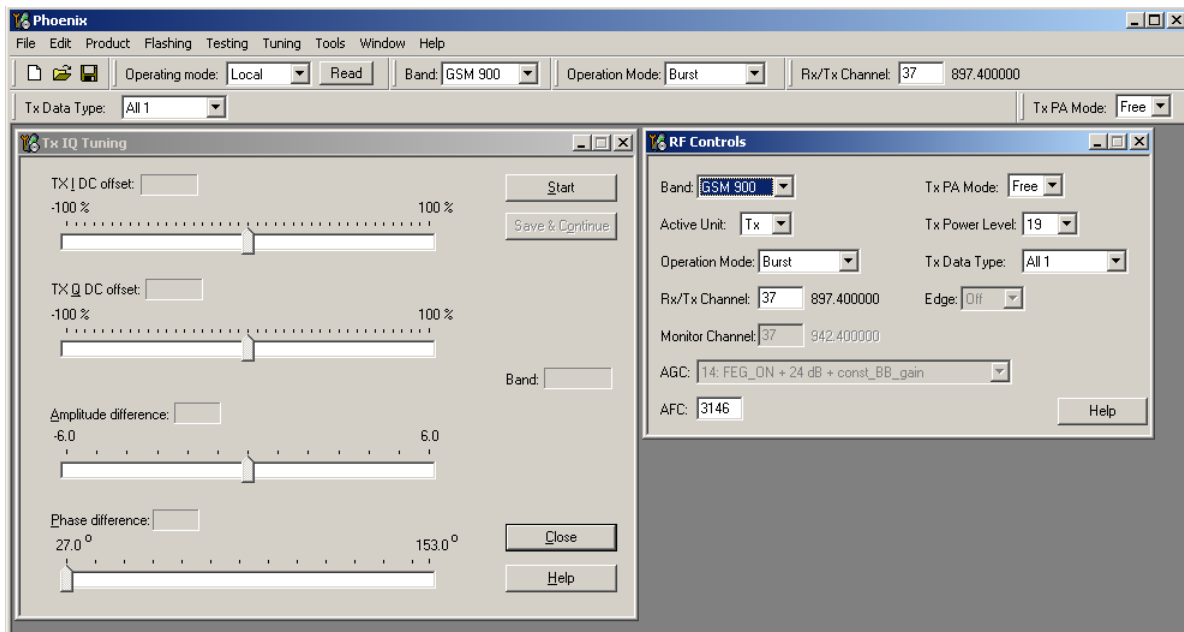 Phoenix
File Edit Product Flashing Testing Tuning Tools Window Help
Operating mode: Local Read Band: GSM 900 Operation Mode: Burst Rx/Tx Channel: 37 897.400000
Tx Data Type: All 1 Tx PA Mode: Free
Tx IQ Tuning
TX I DC offset:
-100 % 100 %
Start
Save & Continue
TX Q DC offset:
-100 % 100 %
Band:
Amplitude difference:
-6.0 6.0
Phase difference:
27.0° 153.0°
Close
Help
RF Controls
Band: GSM 900 Tx PA Mode: Free
Active Unit: Tx Tx Power Level: 19
Operation Mode: Burst Tx Data Type: All 1
Rx/Tx Channel: 37 897.400000 Edge: Off
Monitor Channel: 37 942.400000
AGC: 14: FEG_ON + 24 dB + const_BB_gain
AFC: 3146 Help